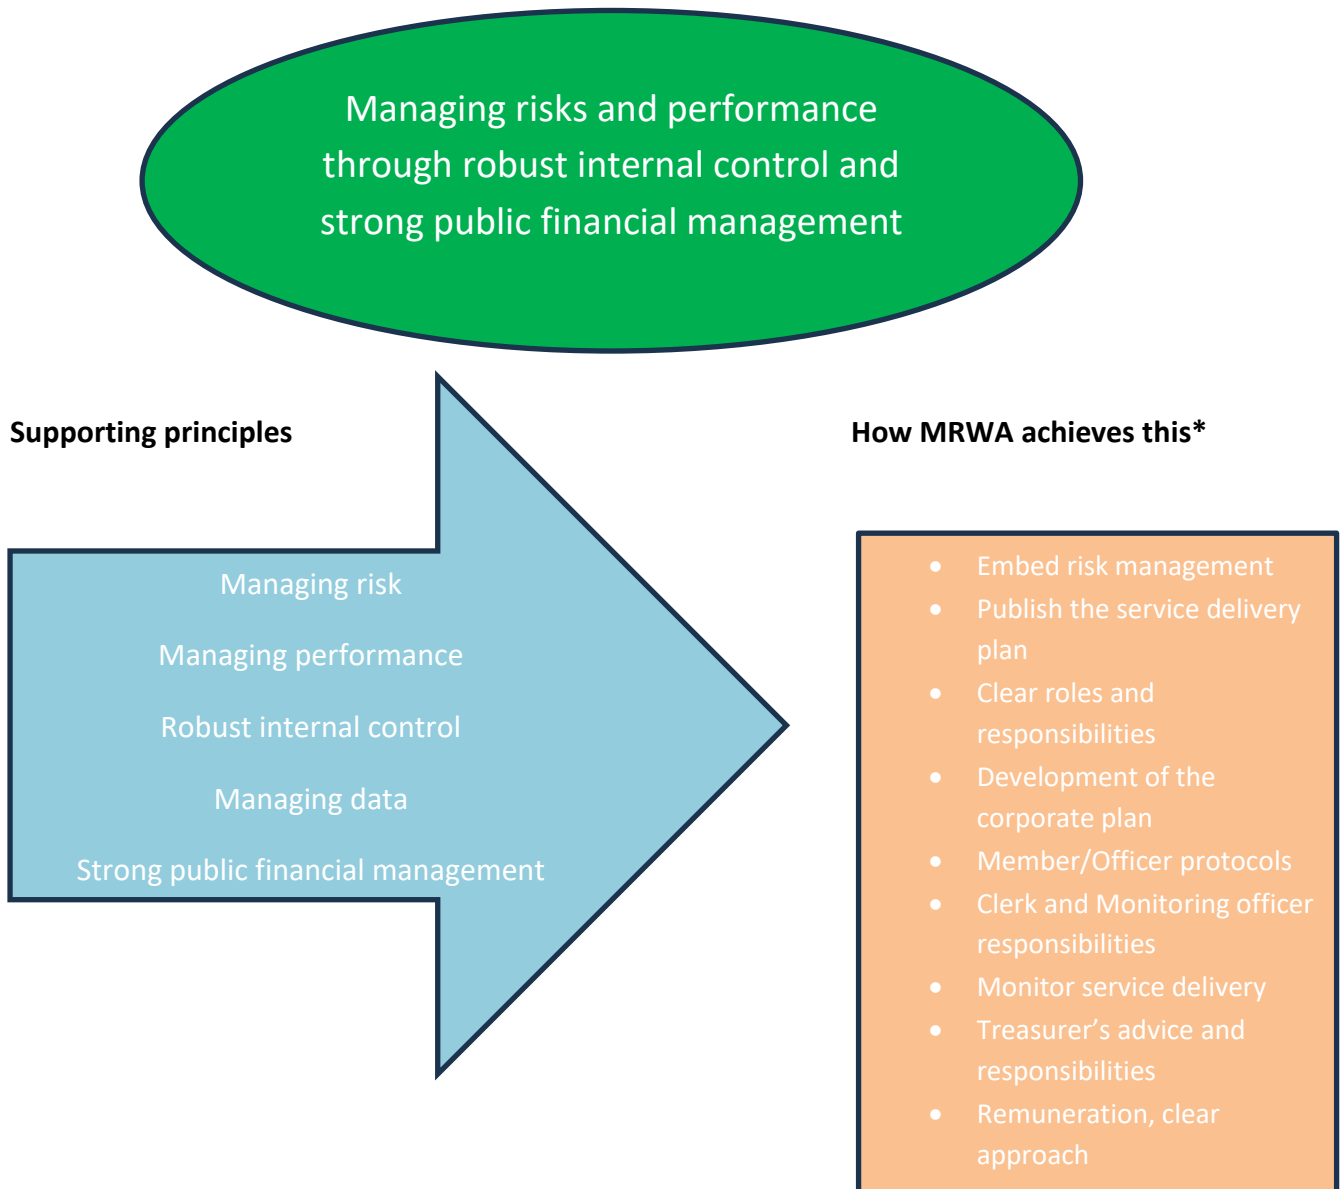 Managing risks and performance
through robust internal control and
strong public financial management
Supporting principles
How MRWA achieves this*
Managing risk
Managing performance
Robust internal control
Managing data
Strong public financial management
• Embed risk management
• Publish the service delivery
plan
• Clear roles and
responsibilities
• Development of the
corporate plan
• Member/Officer protocols
• Clerk and Monitoring officer
responsibilities
• Monitor service delivery
• Treasurer’s advice and
responsibilities
• Remuneration, clear
approach